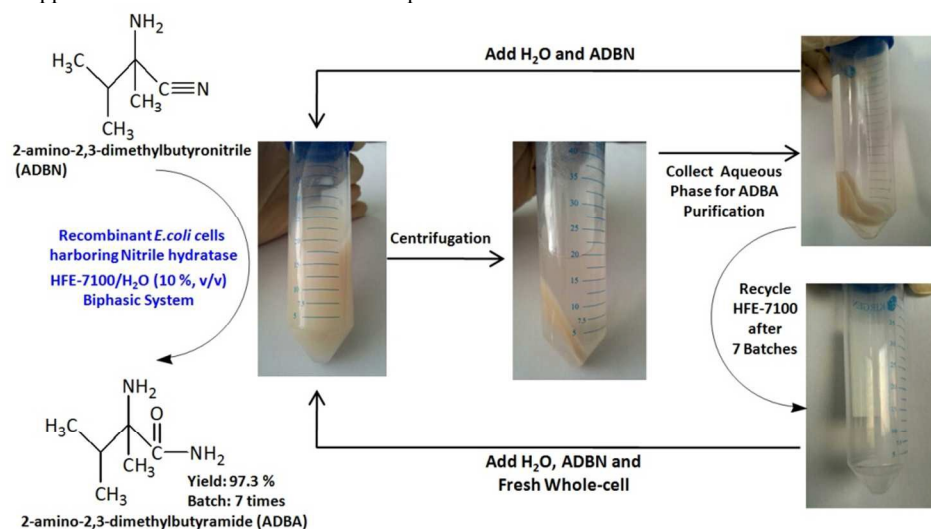 NH₂
H₃C
C≡N
CH₃
CH₃
2-amino-2,3-dimethylbutyronitrile
(ADBN)
Recombinant E.coli cells
harboring Nitrile hydratase
HFE-7100/H₂O (10 %, v/v)
Biphasic System
NH₂
O
H₃C
C—NH₂
CH₃
CH₃
Yield: 97.3 %
Batch: 7 times
2-amino-2,3-dimethylbutyramide (ADBA)
Add H₂O and ADBN
Centrifugation
Collect Aqueous
Phase for ADBA
Purification
Recycle
HFE-7100
after
7 Batches
Add H₂O, ADBN and
Fresh Whole-cell